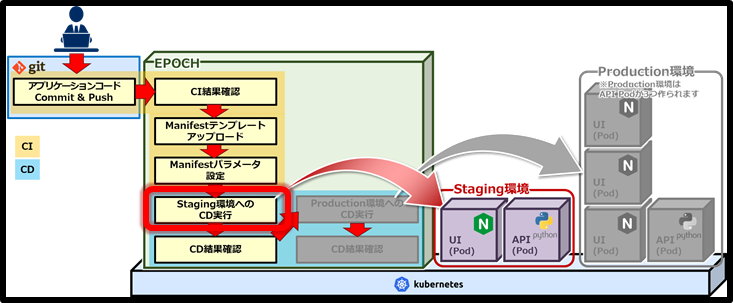 git
アプリケーションコード
Commit & Push
CI
CD
EPOCH
CI結果確認
Manifestテンプレート
アップロード
Manifestパラメータ
設定
Staging環境への
CD実行
CD結果確認
Production環境への
CD実行
CD結果確認
Staging環境
UI
(Pod)
N
API
(Pod)
python
Production環境
※Production環境は
API Podが3つ作られます
UI
(Pod)
N
UI
(Pod)
N
UI
(Pod)
N
API
(Pod)
python
kubernetes